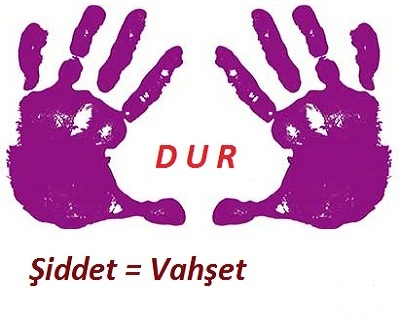 D U R
Şiddet = Vahşet